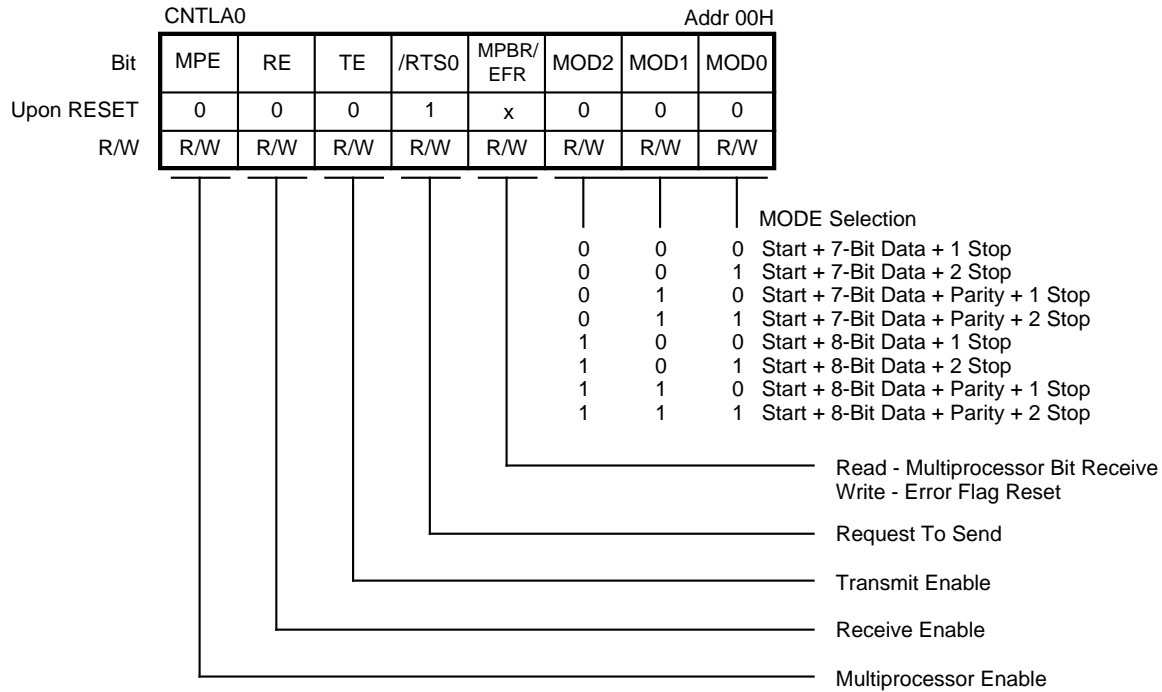 CNTLA0 Addr 00H
Bit MPE RE TE /RTS0 MPBR/ EFR MOD2 MOD1 MOD0
Upon RESET 0 0 0 1 x 0 0 0
R/W R/W R/W R/W R/W R/W R/W R/W R/W
MODE Selection
0 0 0 Start + 7-Bit Data + 1 Stop
0 0 1 Start + 7-Bit Data + 2 Stop
0 1 0 Start + 7-Bit Data + Parity + 1 Stop
0 1 1 Start + 7-Bit Data + Parity + 2 Stop
1 0 0 Start + 8-Bit Data + 1 Stop
1 0 1 Start + 8-Bit Data + 2 Stop
1 1 0 Start + 8-Bit Data + Parity + 1 Stop
1 1 1 Start + 8-Bit Data + Parity + 2 Stop
Read - Multiprocessor Bit Receive
Write - Error Flag Reset
Request To Send
Transmit Enable
Receive Enable
Multiprocessor Enable